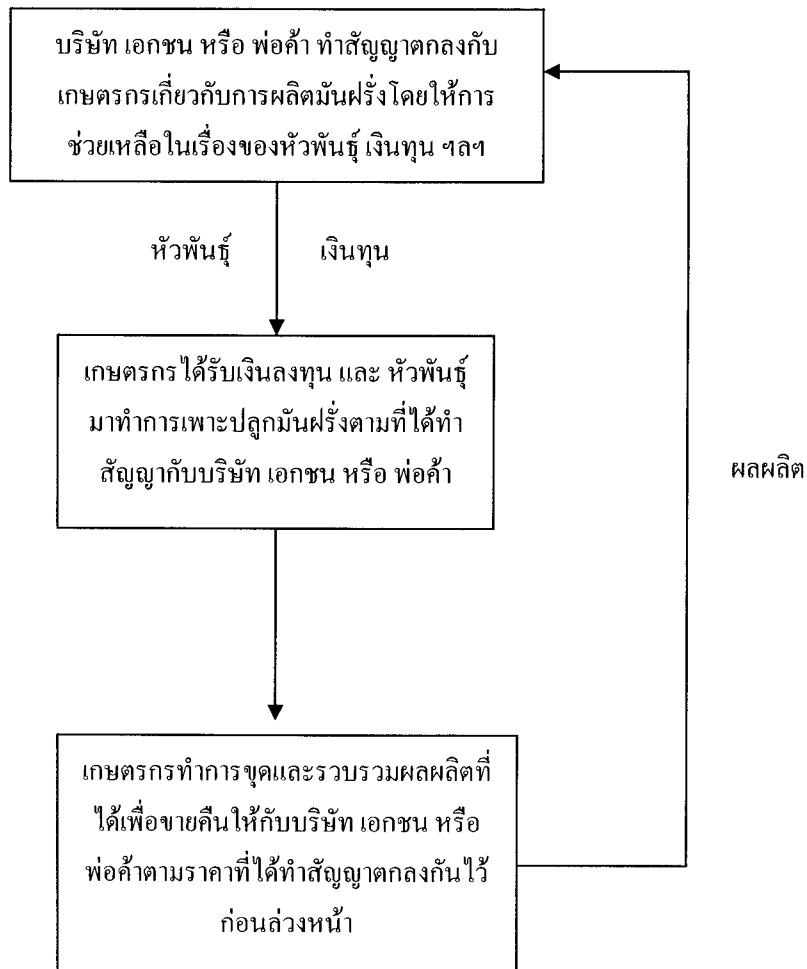 บริษัท เอกชน หรือ พ่อค้า ทำสัญญาตกลงกับ
เกษตรกรเกี่ยวกับการผลิตมันฝรั่งโดยให้การ
ช่วยเหลือในเรื่องของหัวพันธุ์ เงินทุน ฯลฯ
หัวพันธุ์ เงินทุน
เกษตรกรได้รับเงินลงทุน และ หัวพันธุ์
มาทำการเพาะปลูกมันฝรั่งตามที่ได้ทำ
สัญญากับบริษัท เอกชน หรือ พ่อค้า
ผลผลิต
เกษตรกรทำการขุดและรวบรวมผลผลิตที่
ได้เพื่อขายคืนให้กับบริษัท เอกชน หรือ
พ่อค้าตามราคาที่ได้ทำสัญญาตกลงกันไว้
ก่อนล่วงหน้า